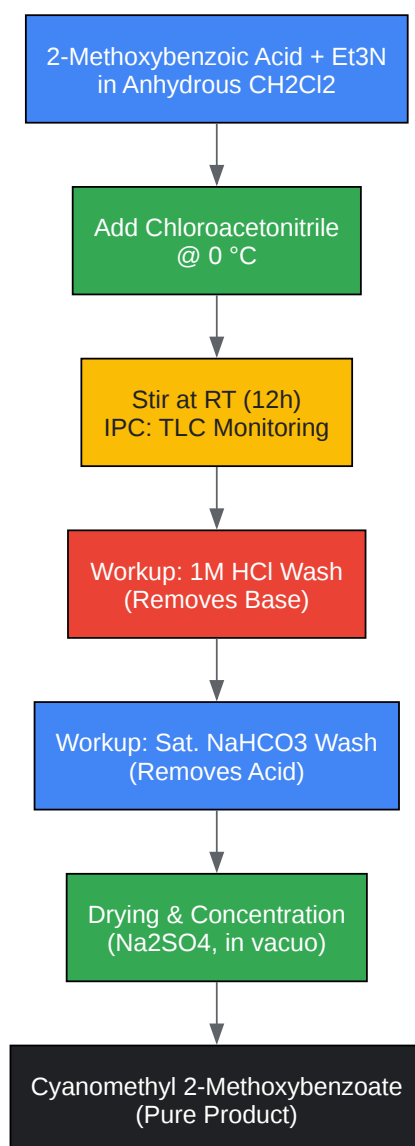 2-Methoxybenzoic Acid + Et3N
in Anhydrous CH2Cl2
Add Chloroacetonitrile
@ 0 °C
Stir at RT (12h)
IPC: TLC Monitoring
Workup: 1M HCl Wash
(Removes Base)
Workup: Sat. NaHCO3 Wash
(Removes Acid)
Drying & Concentration
(Na2SO4, in vacuo)
Cyanomethyl 2-Methoxybenzoate
(Pure Product)